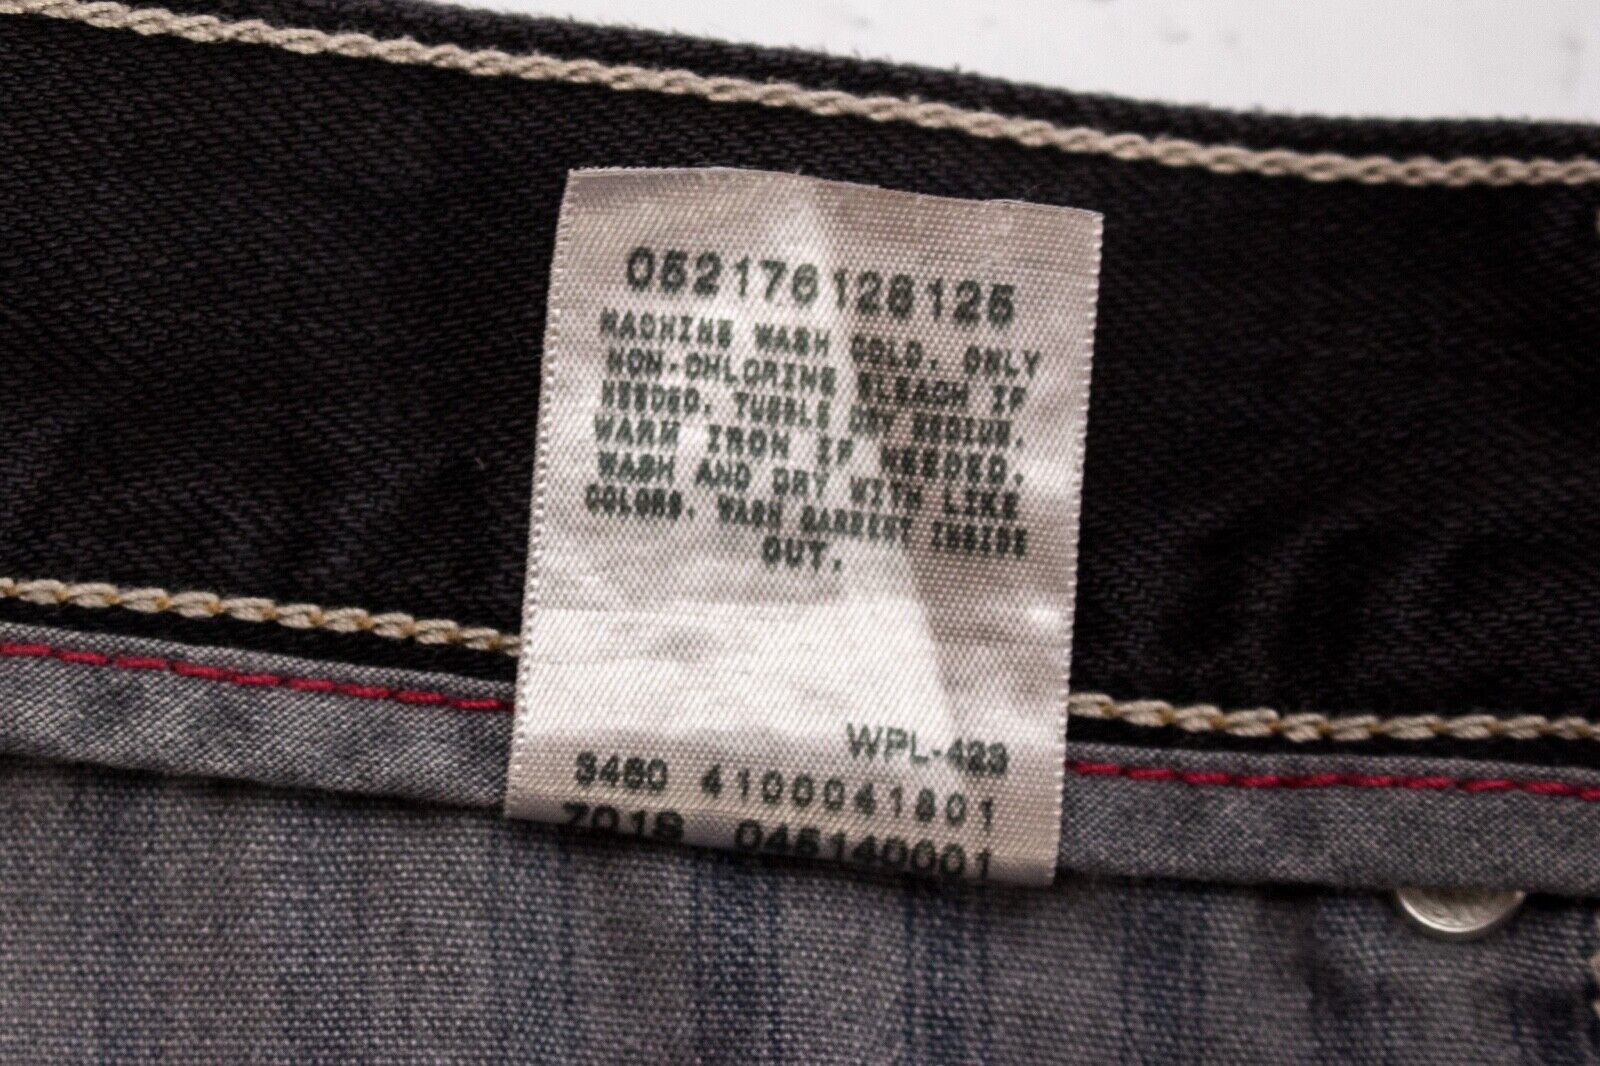 052176128125
MACHINE WASH COLD. ONLY
NON-CHLORINE BLEACH IF
NEEDED. TUMBLE DRY MEDIUM.
WARM IRON IF NEEDED.
WASH AND DRY WITH LIKE
COLORS. WASH GARMENT INSIDE
OUT.
WPL-423
3460 4100041801
7019 045140001